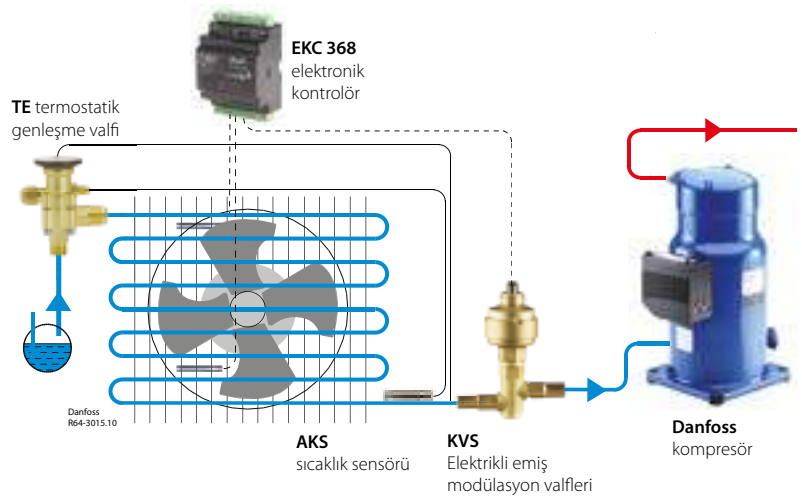 EKC 368
elektronik
kontrolör
TE termostatik
genleşme valfi
Danfoss
R64-3015.10
AKS
sıcaklık sensörü
KVS
Elektrikli emiş
modülasyon valfleri
Danfoss
kompresör